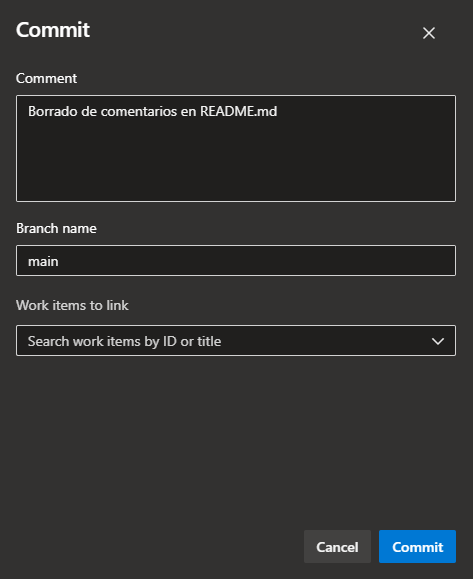 Commit
Comment
Borrado de comentarios en README.md
Branch name
main
Work items to link
Search work items by ID or title
Cancel
Commit